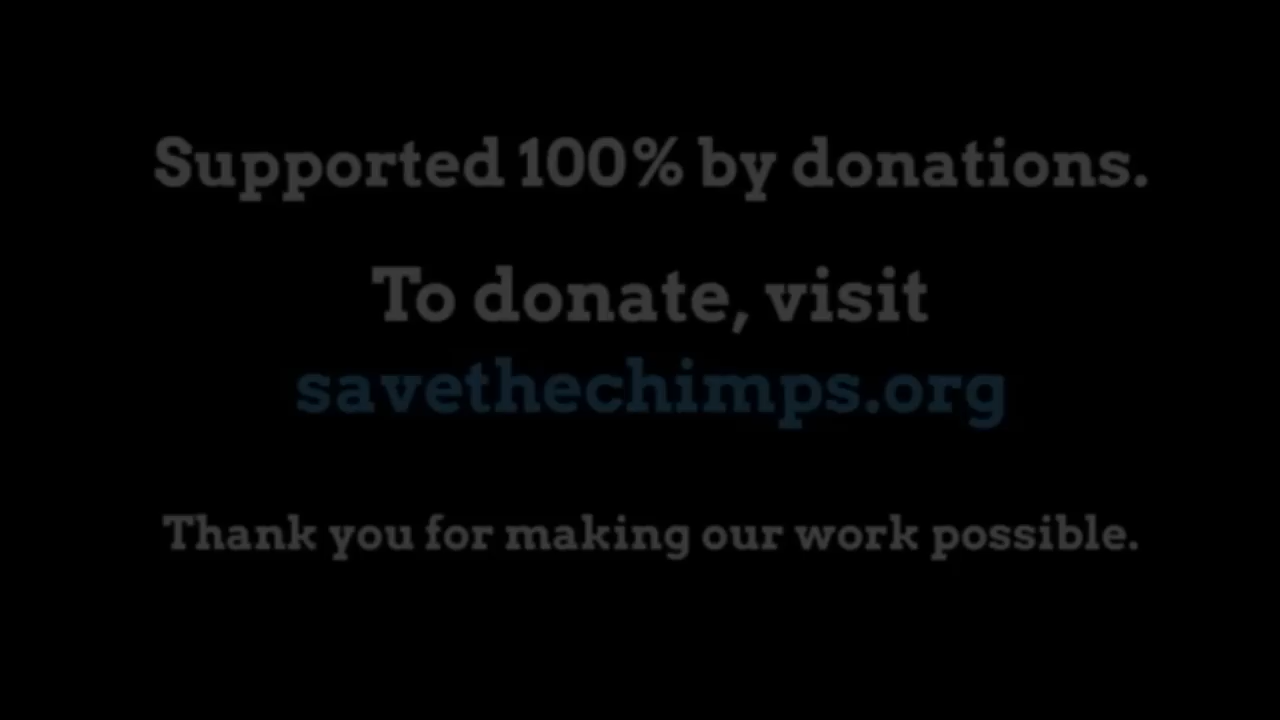 Supported 100% by donations.
To donate, visit
savethechimps.org
Thank you for making our work possible.